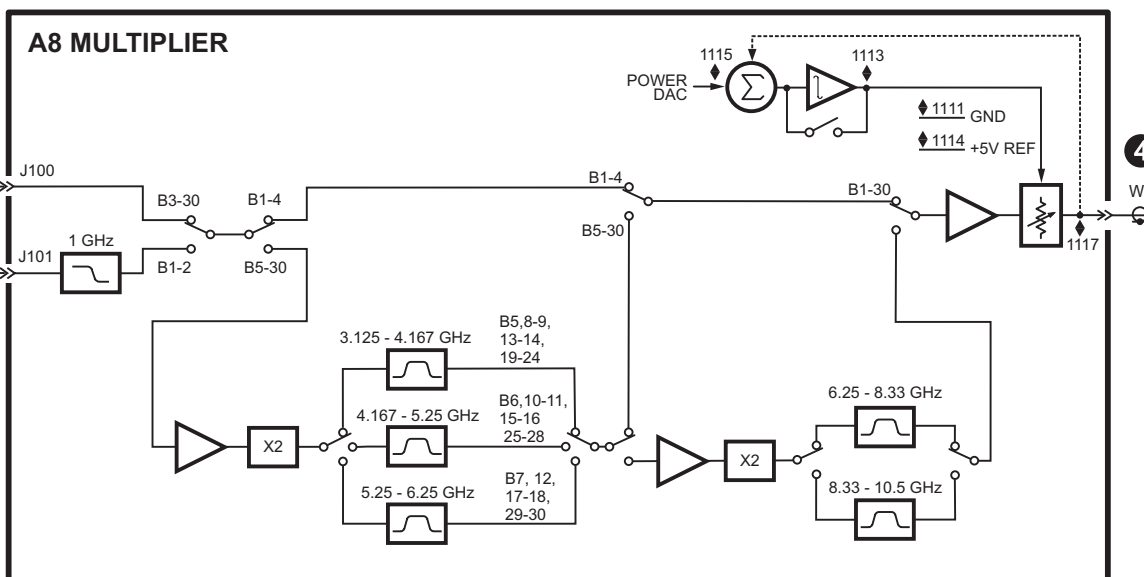 A8 MULTIPLIER
1115
1113
POWER
DAC
Σ
1111 GND
1114 +5V REF
4
W
J100
B3-30
B1-4
B1-4
B1-30
B5-30
1 GHz
J101
B1-2
B5-30
1117
3.125 - 4.167 GHz
B5,8-9,
13-14,
19-24
4.167 - 5.25 GHz
B6,10-11,
15-16
25-28
X2
5.25 - 6.25 GHz
B7, 12,
17-18,
29-30
X2
6.25 - 8.33 GHz
8.33 - 10.5 GHz